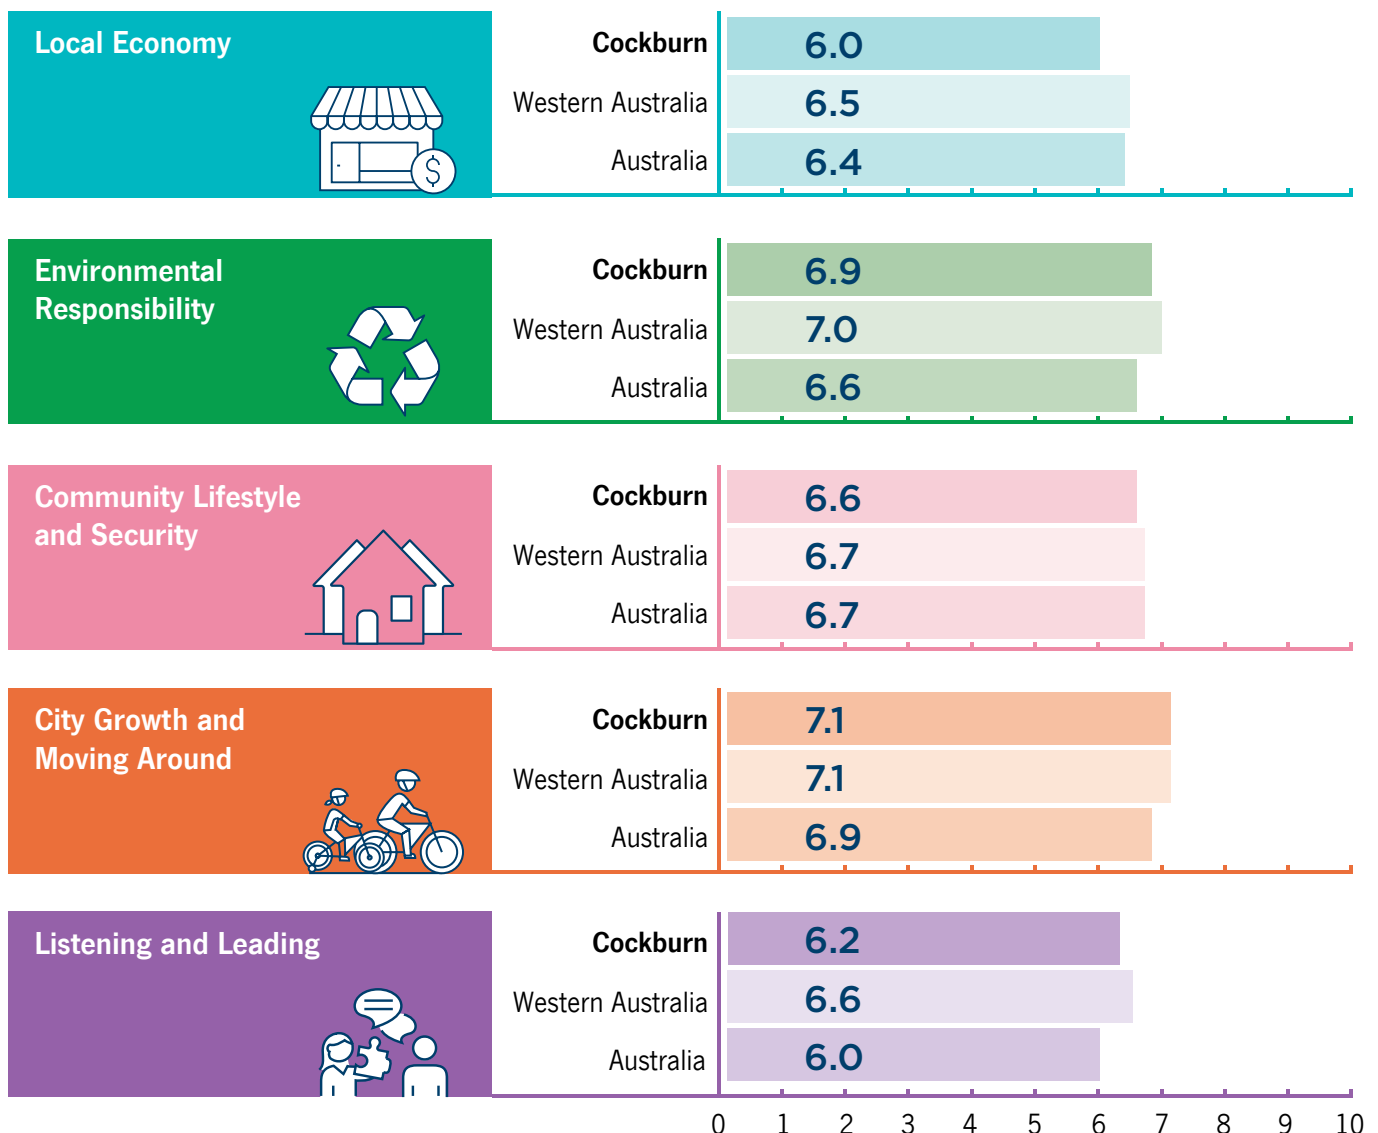 Local Economy
Cockburn 6.0
Western Australia 6.5
Australia 6.4
$
Environmental
Responsibility
Cockburn 6.9
Western Australia 7.0
Australia 6.6
Community Lifestyle
and Security
Cockburn 6.6
Western Australia 6.7
Australia 6.7
City Growth and
Moving Around
Cockburn 7.1
Western Australia 7.1
Australia 6.9
Listening and Leading
Cockburn 6.2
Western Australia 6.6
Australia 6.0
0 1 2 3 4 5 6 7 8 9 10